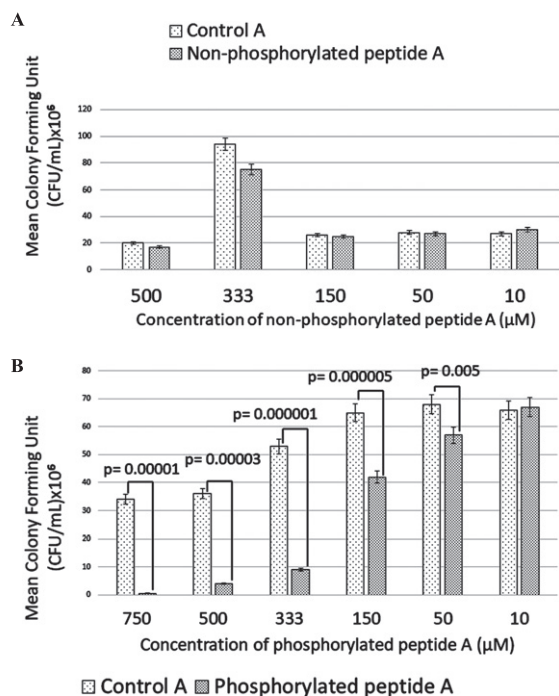 A
Control A
Non-phosphorylated peptide A
Mean Colony Forming Unit
(CFU/mL)x10⁶
120
100
80
60
40
20
0
500 333 150 50 10
Concentration of non-phosphorylated peptide A (µM)
B
Mean Colony Forming Unit
(CFU/mL)x10⁶
70
60
50
40
30
20
10
0
p= 0.00001
p= 0.00003
p= 0.000001
p= 0.000005
p= 0.005
750 500 333 150 50 10
Concentration of phosphorylated peptide A (µM)
Control A Phosphorylated peptide A